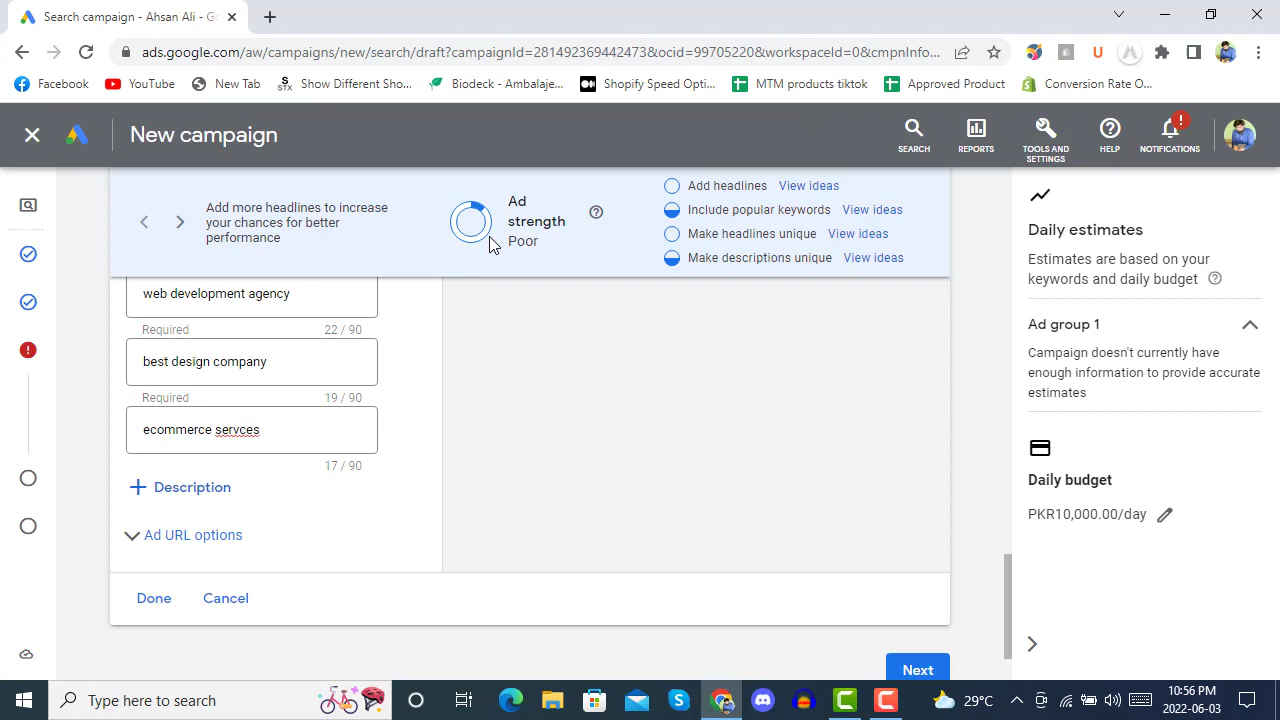 Search campaign - Ahsan Ali - Go
ads.google.com/aw/campaigns/new/search/draft?campaignId=281492369442473&ocid=99705220&workspaceId=0&cmpnInfo...
Facebook
YouTube
New Tab
STX
Show Different Sho...
Biodeck - Ambalaje...
Shopify Speed Opti...
MTM products tiktok
Approved Product
Conversion Rate O...
U
New campaign
SEARCH
REPORTS
TOOLS AND
SETTINGS
HELP
!
NOTIFICATIONS
Add more headlines to increase
your chances for better
performance
Ad
strength
Poor
Add headlines View ideas
Include popular keywords View ideas
Make headlines unique View ideas
Make descriptions unique View ideas
web development agency
Required 22 / 90
best design company
Required 19 / 90
ecommerce servces
17 / 90
+ Description
Ad URL options
Done Cancel
Next
!
Daily estimates
Estimates are based on your
keywords and daily budget
Ad group 1
Campaign doesn't currently have
enough information to provide accurate
estimates
Daily budget
PKR10,000.00/day
Type here to search
29°C
10:56 PM
2022-06-03